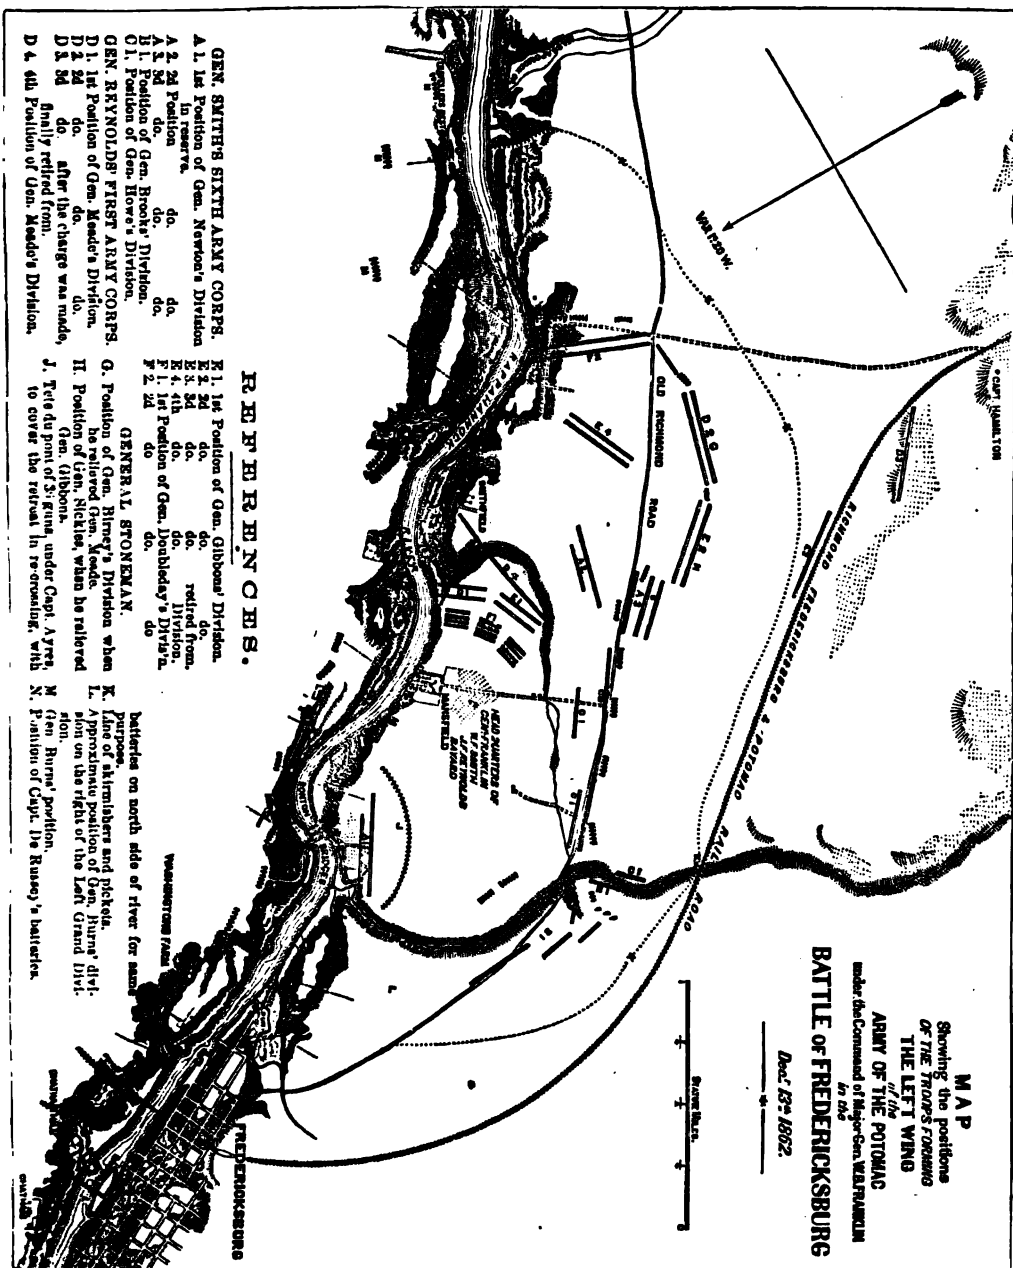 MAP
Showing the positions
OF THE TROOPS FORMING
THE LEFT WING
of the
ARMY OF THE POTOMAC
under the Command of Major Gen. W.B. FRANKLIN
in the
BATTLE OF FREDERICKSBURG
Dec. 13th 1862.
STATUTE MILES.
VAR 1°20 W.
CAPT. HAMILTON
RICHMOND FREDERICKSBURG & POTOMAC RAIL ROAD
OLD RICHMOND ROAD
RAPPAHANNOCK RIVER
SMITHFIELD
HEAD QUARTERS OF
GEN. FRANKLIN
W.F. SMITH
J.F. REYNOLDS
BAYARD
MANSFIELD
WASHINGTONS FARM
FREDERICKSBURG
REFERENCES.
GEN. SMITH'S SIXTH ARMY CORPS.
A 1. 1st Position of Gen. Newton's Division
in reserve.
A 2. 2d Position do. do.
A 3. 3d do. do. do.
B 1. Position of Gen. Brooks' Division.
C 1. Position of Gen. Howe's Division.
GEN. REYNOLDS' FIRST ARMY CORPS.
D 1. 1st Position of Gen. Meade's Division.
D 2. 2d do. do. do.
D 3. 3d do. after the charge was made,
finally retired from.
D 4. 4th Position of Gen. Meade's Division.
E 1. 1st Position of Gen. Gibbons' Division.
E 2. 2d do. do. do.
E 3. 3d do. do. retired from.
E 4. 4th do. do. Division.
F 1. 1st Position of Gen. Doubleday's Divis'n.
F 2. 2d do do. do
GENERAL STONEMAN.
G. Position of Gen. Birney's Division when
he relieved Gen. Meade.
H. Position of Gen. Sickles, when he relieved
Gen. Gibbons.
J. Tete du pont of guns, under Capt. Ayres,
to cover the retreat in re-crossing, with
batteries on north side of river for same
purpose.
K. Line of skirmishers and pickets.
L. Approximate position of Gen. Burns' divi-
sion on the right of the Left Grand Divi-
sion.
M Gen Burns' position.
N. Position of Capt. De Russy's batteries.